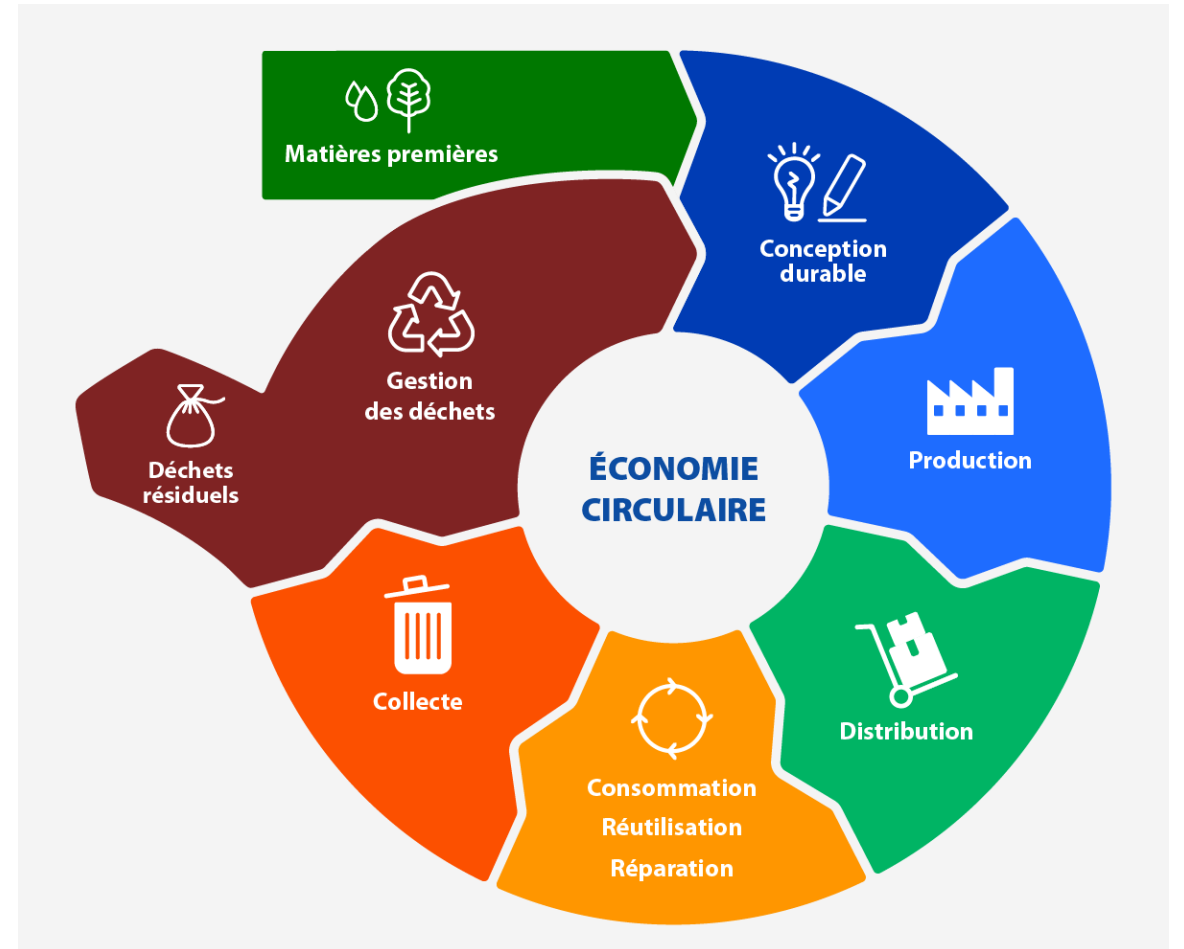 Matières premières
Conception
durable
Production
Distribution
Consommation
Réutilisation
Réparation
Collecte
Gestion
des déchets
Déchets
résiduels
ÉCONOMIE
CIRCULAIRE